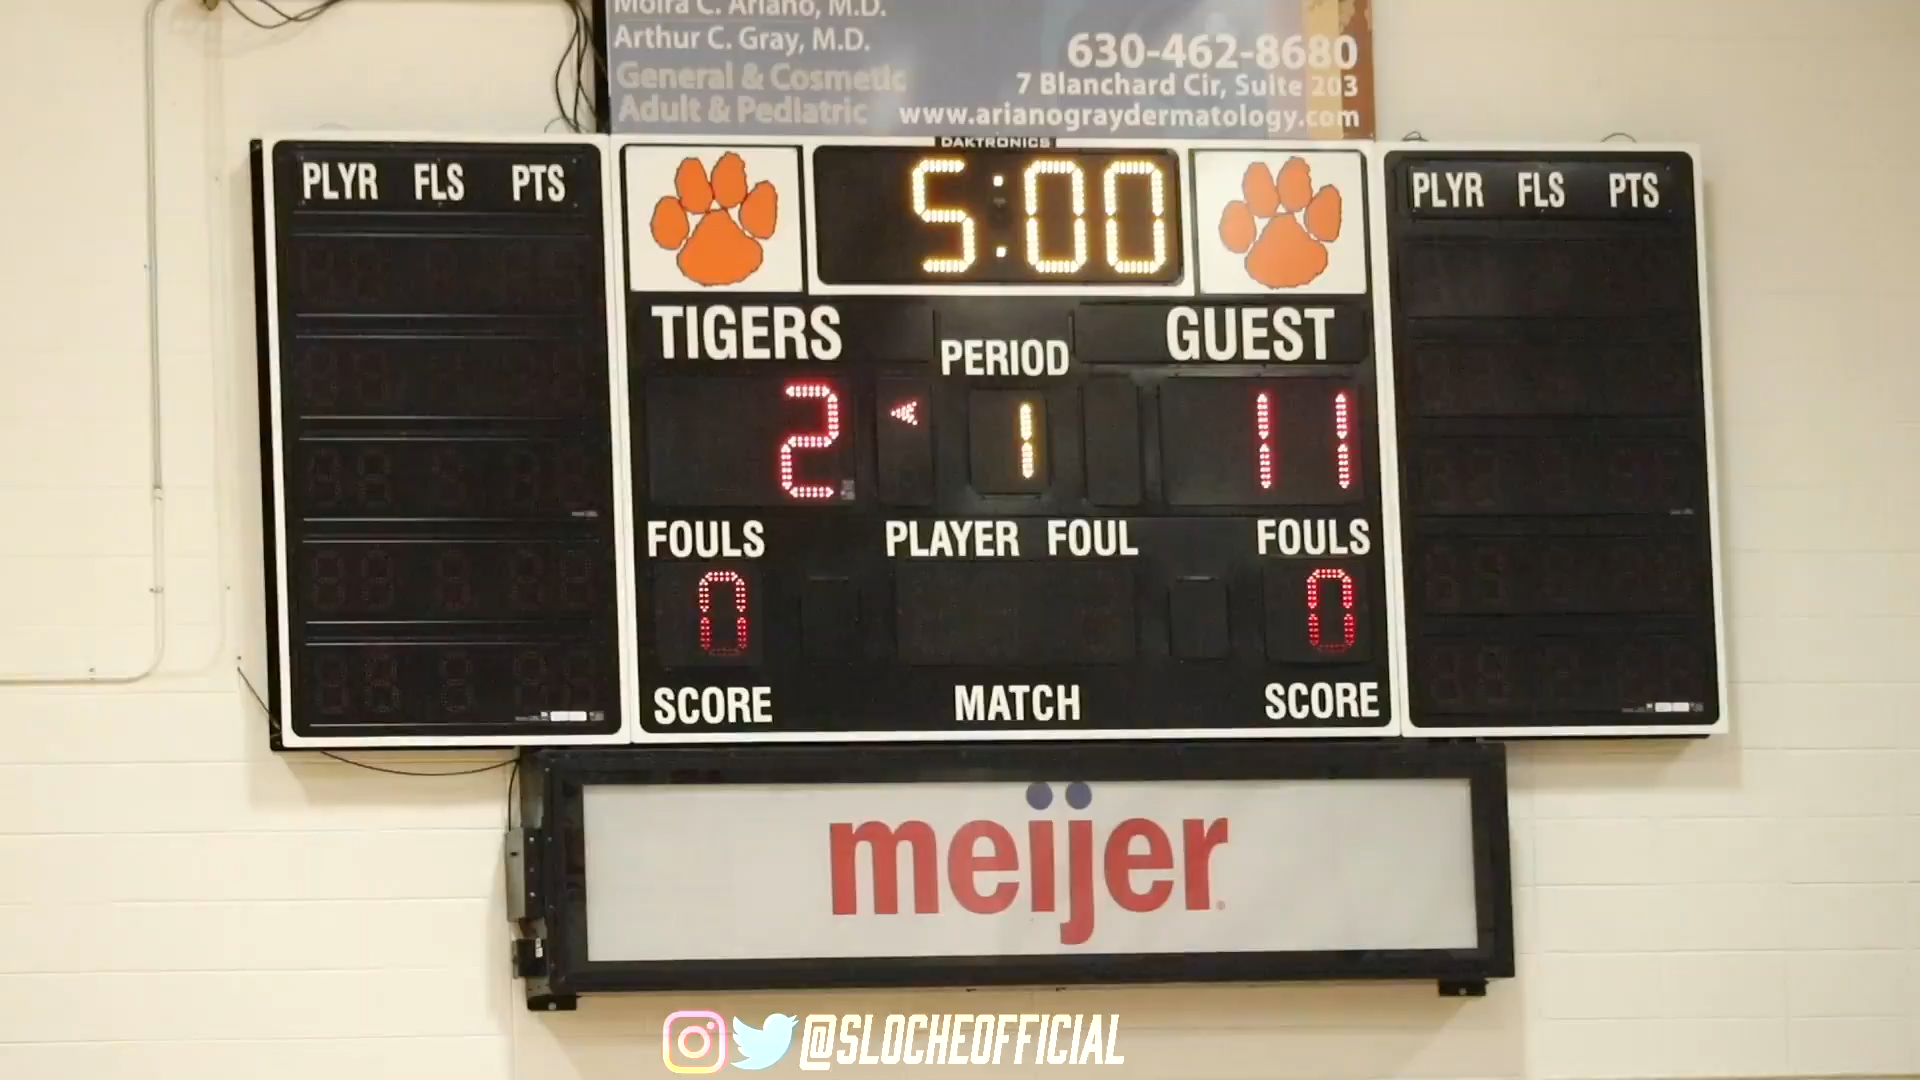 Moira C. Ariano, M.D.
Arthur C. Gray, M.D.
General & Cosmetic
Adult & Pediatric
630-462-8680
7 Blanchard Cir, Suite 203
www.arianograydermatology.com
DAKTRONICS
PLYR FLS PTS
5:00
PLYR FLS PTS
TIGERS
PERIOD
GUEST
2
1
11
FOULS
PLAYER FOUL
FOULS
0
0
SCORE
MATCH
SCORE
meijer
@SLOCHEOFFICIAL